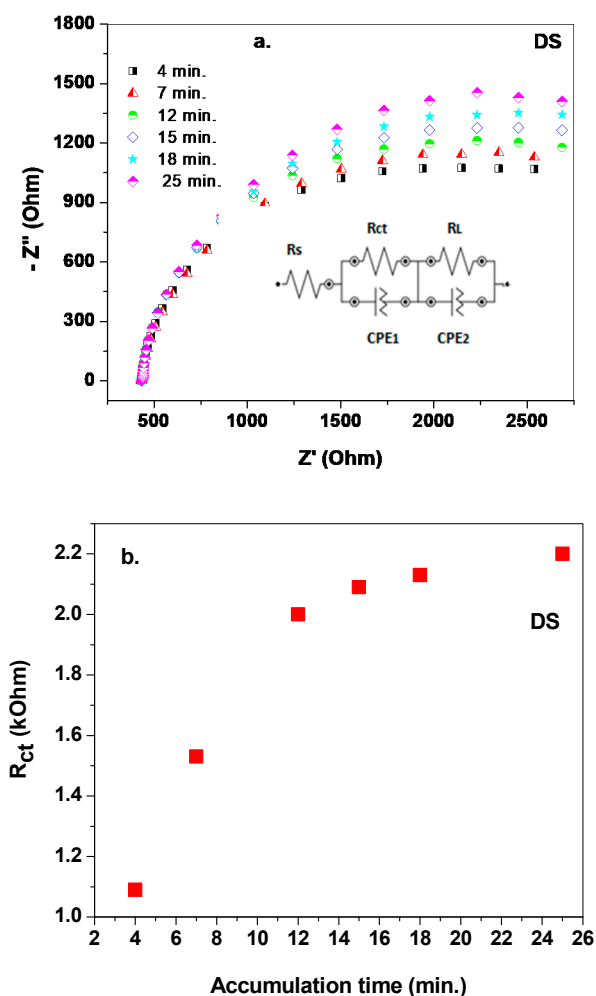 a.
DS
4 min.
7 min.
12 min.
15 min.
18 min.
25 min.
1800
1500
1200
900
600
300
0
- Z'' (Ohm)
Rs
Rct
RL
CPE1
CPE2
500
1000
1500
2000
2500
Z' (Ohm)
b.
DS
2.2
2.0
1.8
1.6
1.4
1.2
1.0
Rct (kOhm)
2 4 6 8 10 12 14 16 18 20 22 24 26
Accumulation time (min.)